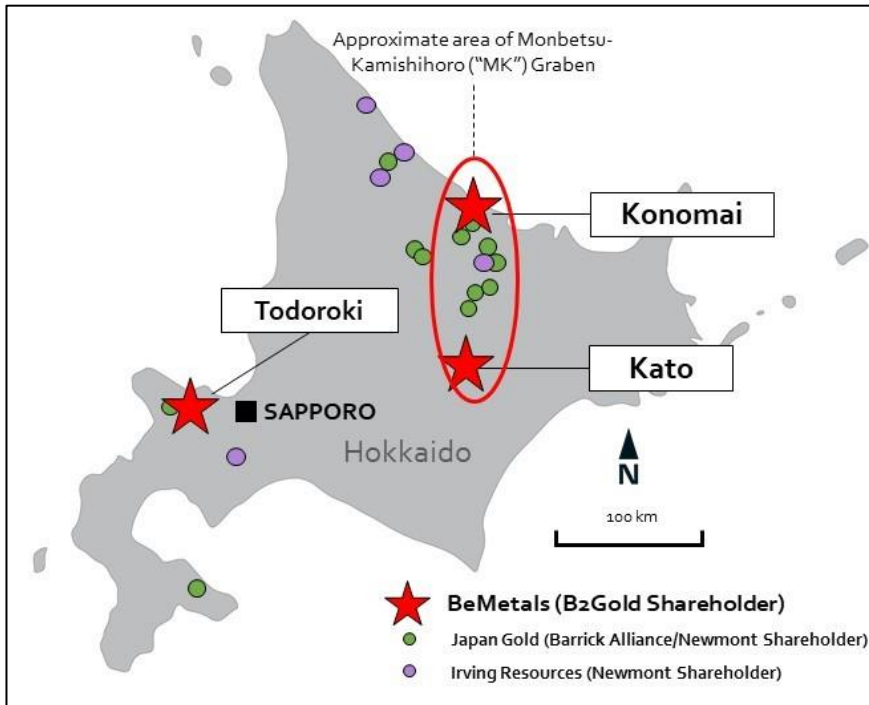 Approximate area of Monbetsu-
Kamishihoro (“MK”) Graben
Konomai
Todoroki
Kato
SAPPORO
Hokkaido
N
100 km
BeMetals (B2Gold Shareholder)
Japan Gold (Barrick Alliance/Newmont Shareholder)
Irving Resources (Newmont Shareholder)